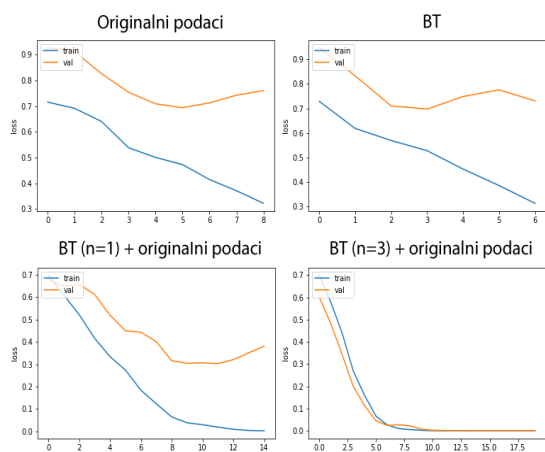 Originalni podaci
train
val
0.9
0.8
0.7
0.6
0.5
0.4
0.3
loss
0 1 2 3 4 5 6 7 8
BT
train
val
0.9
0.8
0.7
0.6
0.5
0.4
0.3
loss
0 1 2 3 4 5 6
BT (n=1) + originalni podaci
train
val
0.7
0.6
0.5
0.4
0.3
0.2
0.1
0.0
loss
0 2 4 6 8 10 12 14
BT (n=3) + originalni podaci
train
val
0.7
0.6
0.5
0.4
0.3
0.2
0.1
0.0
loss
0.0 2.5 5.0 7.5 10.0 12.5 15.0 17.5